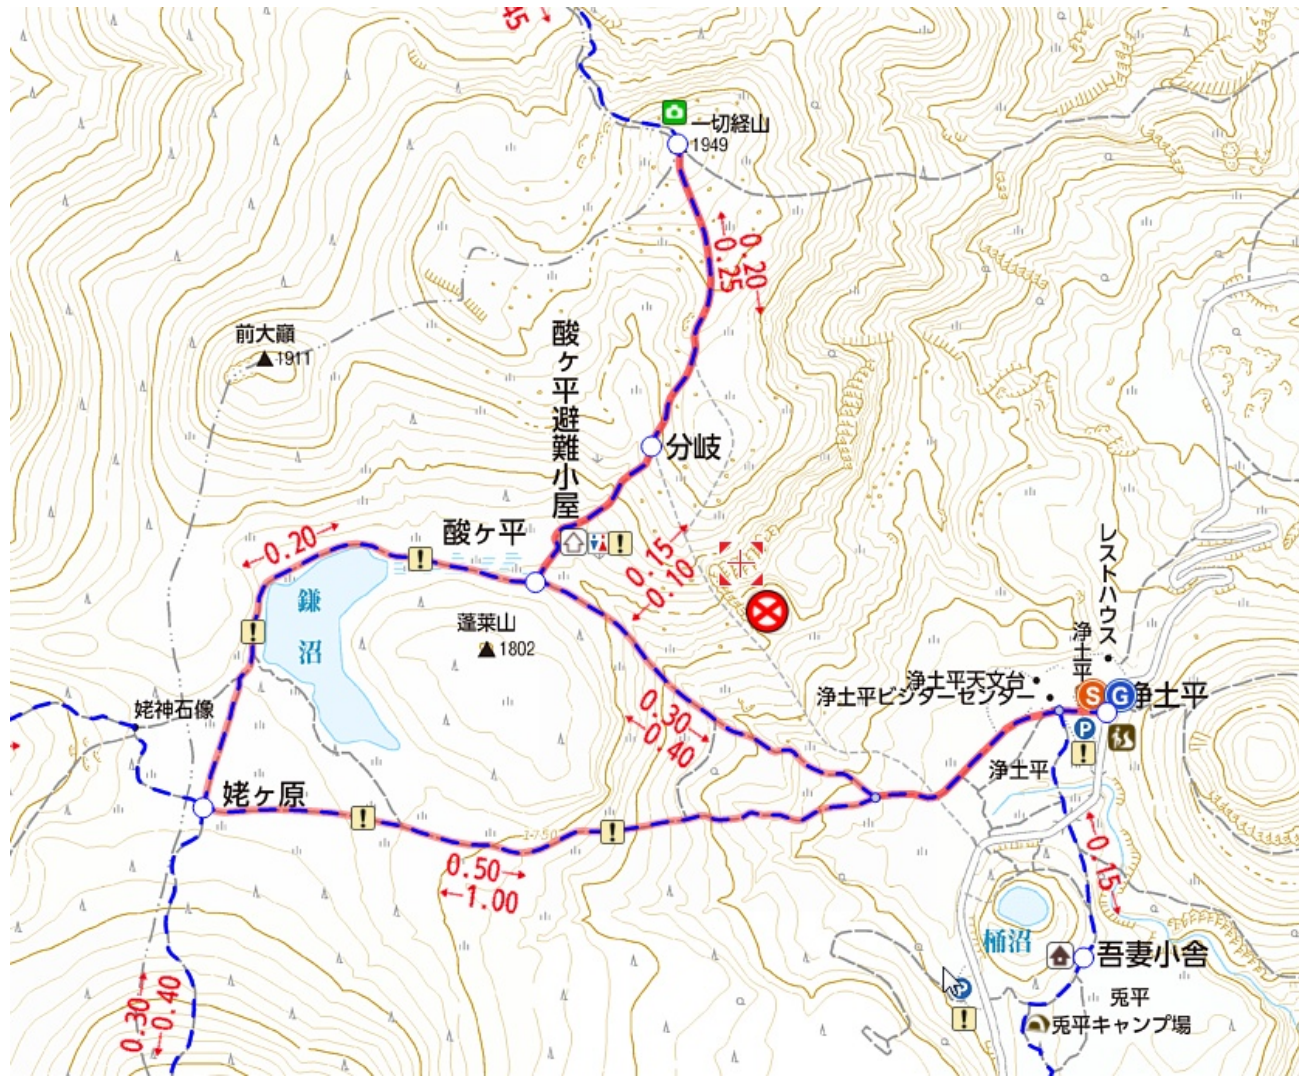 45
一切経山
1949
0.20
0.25
前大巓
1911
酸ヶ平避難小屋
分岐
酸ヶ平
0.20
0.15
0.10
鎌沼
蓬莱山
1802
レストハウス
浄土平
浄土平天文台
浄土平ビジターセンター
S
G
浄土平
P
姥神石像
0.30
0.40
浄土平
姥ヶ原
1750
0.50
1.00
0.15
桶沼
吾妻小舎
P
兎平
兎平キャンプ場
0.30
0.40